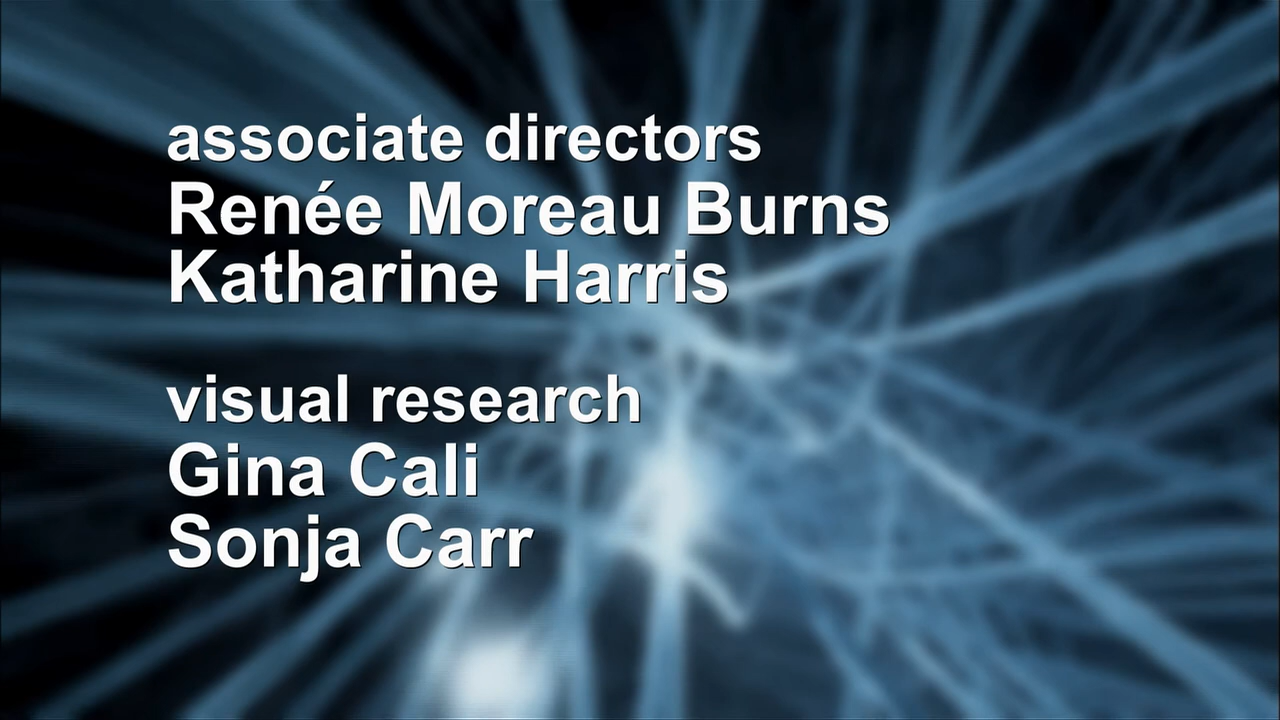 associate directors
Renée Moreau Burns
Katharine Harris
visual research
Gina Cali
Sonja Carr